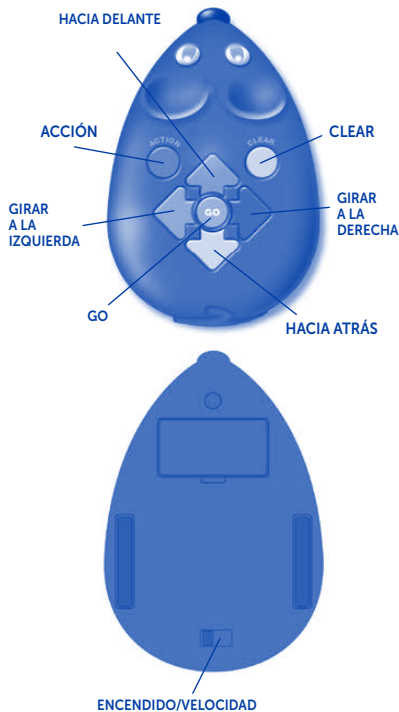 HACIA DELANTE
ACCIÓN
CLEAR
ACTION
CLEAR
GIRAR
A LA
IZQUIERDA
GO
GIRAR
A LA
DERECHA
GO
HACIA ATRÁS
ENCENDIDO/VELOCIDAD